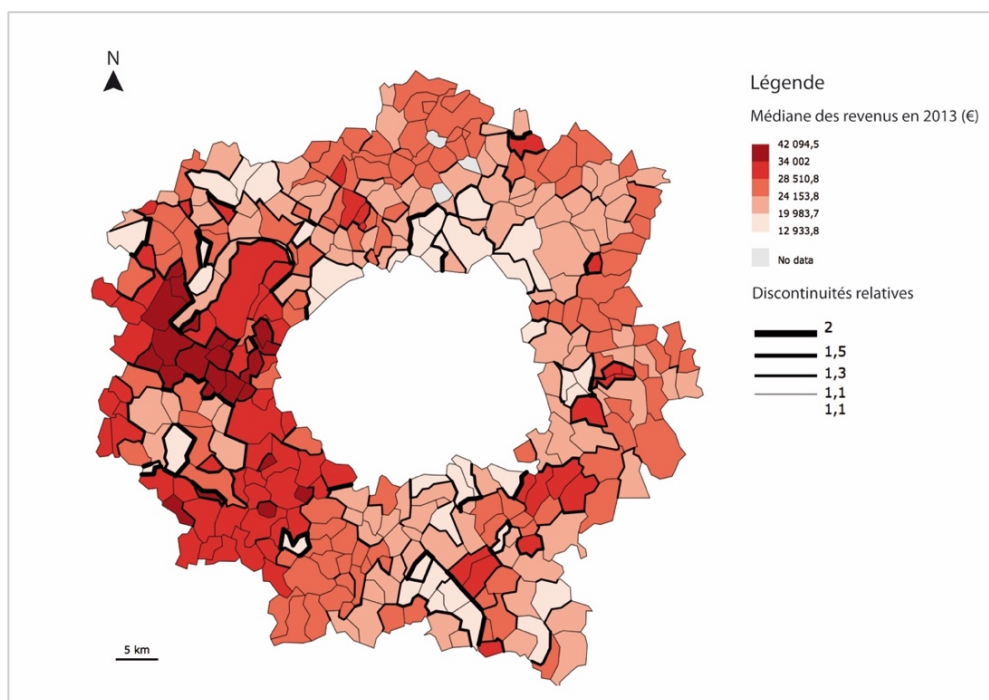 N
Légende
Médiane des revenus en 2013 (€)
42 094,5
34 002
28 510,8
24 153,8
19 983,7
12 933,8
No data
Discontinuités relatives
2
1,5
1,3
1,1
1,1
5 km